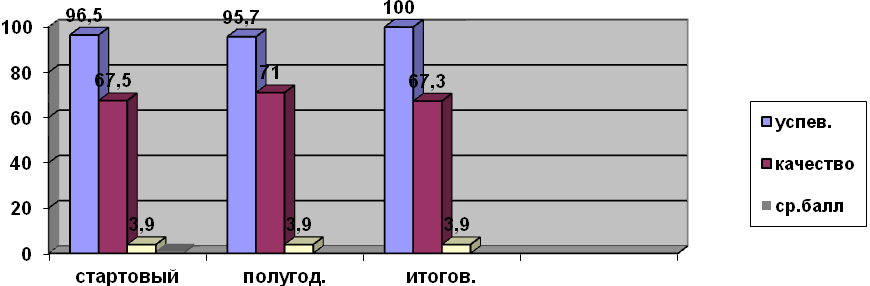 96,5
95,7
100
100
80
60
40
20
0
67,5
71
67,3
3,9
3,9
3,9
стартовый
полугод.
итогов.
успев.
качество
ср.балл